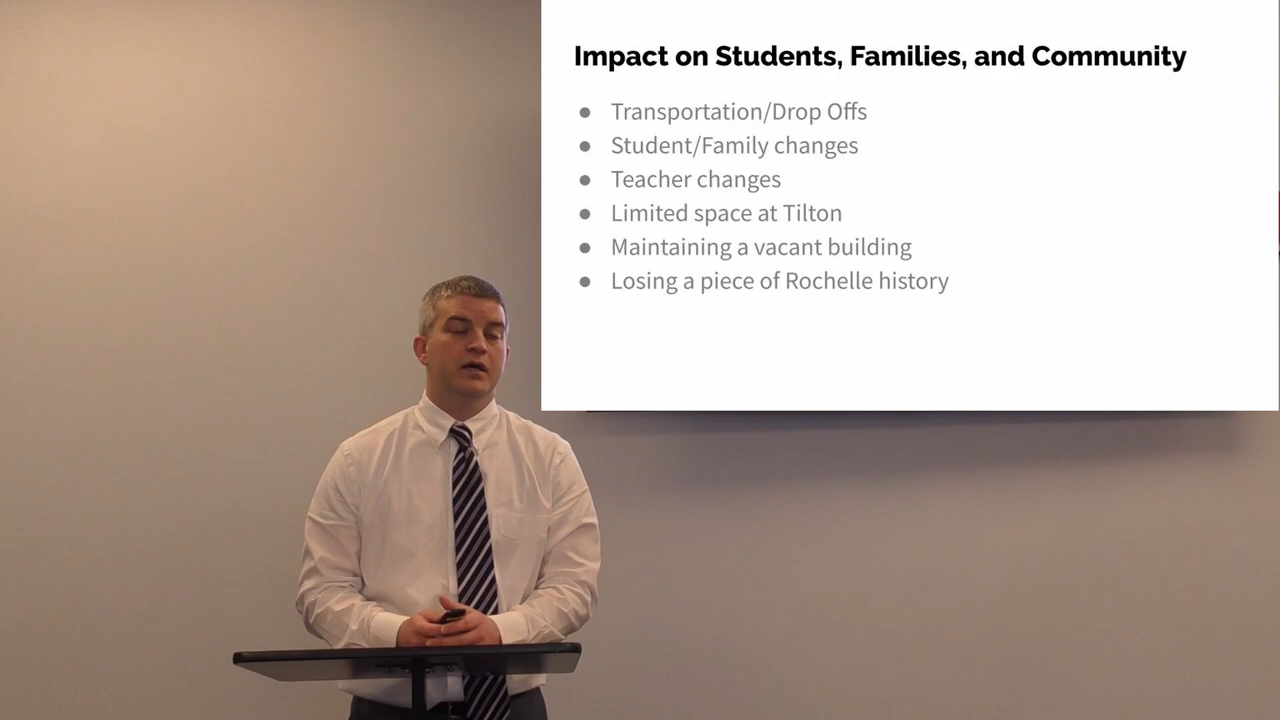 Impact on Students, Families, and Community
● Transportation/Drop Offs
● Student/Family changes
● Teacher changes
● Limited space at Tilton
● Maintaining a vacant building
● Losing a piece of Rochelle history